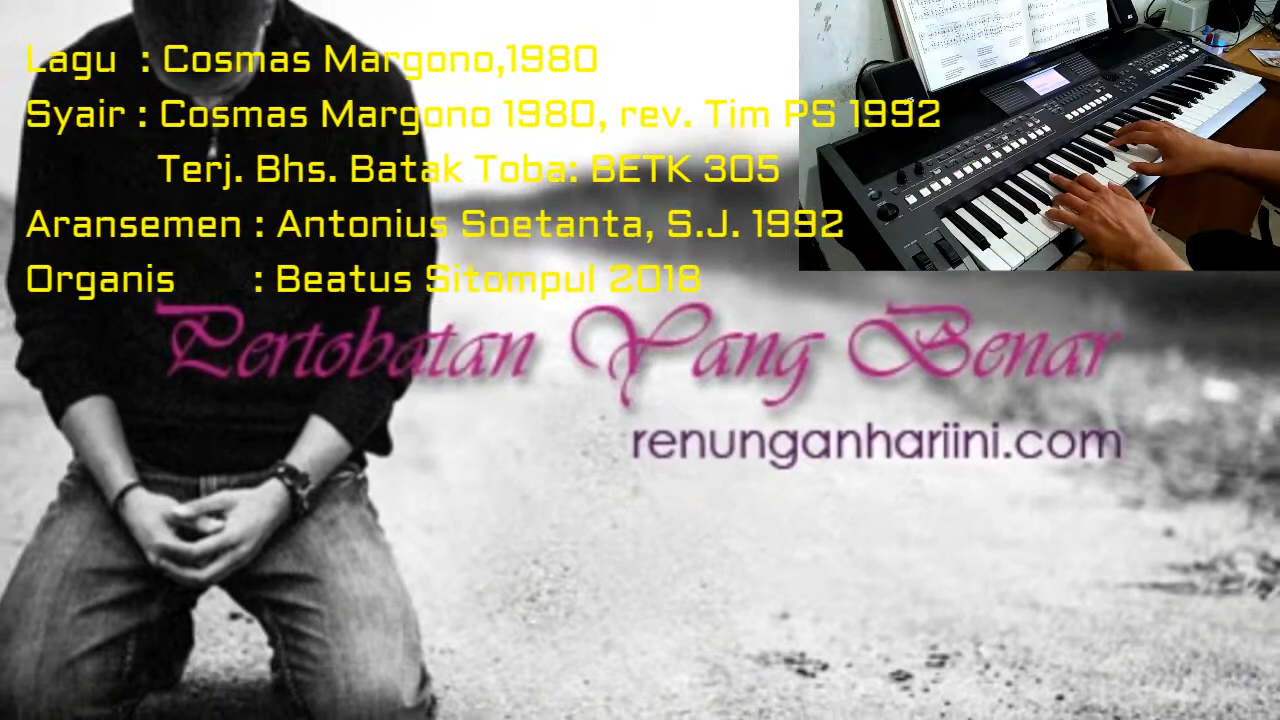 Lagu : Cosmas Margono,1980
Syair : Cosmas Margono 1980, rev. Tim PS 1992
Terj. Bhs. Batak Toba: BETK 305
Aransemen : Antonius Soetanta, S.J. 1992
Organis : Beatus Sitompul 2018
Pertobatan Yang Benar
renunganhariini.com